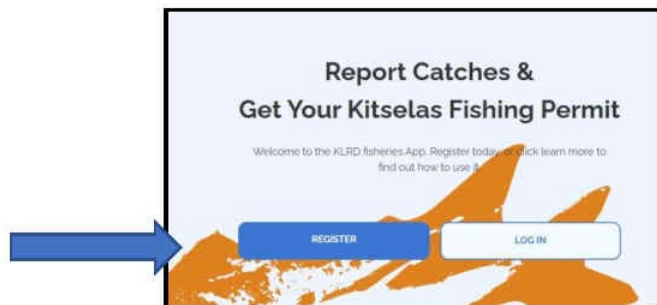 Report Catches &
Get Your Kitselas Fishing Permit
Welcome to the KLRD fisheries App. Register today, or click learn more to
find out how to use it.
REGISTER
LOG IN